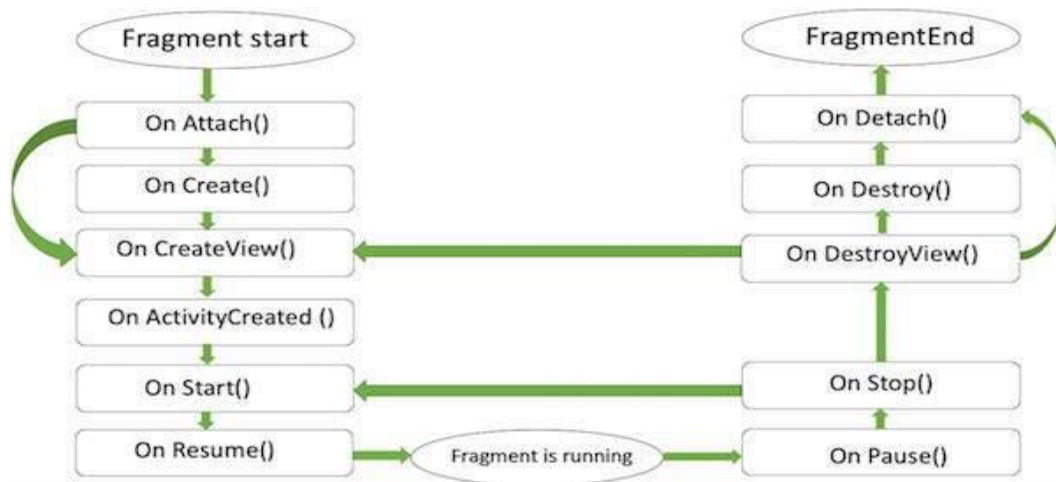 Fragment start
On Attach()
On Create()
On CreateView()
On ActivityCreated ()
On Start()
On Resume()
Fragment is running
On Pause()
On Stop()
On DestroyView()
On Destroy()
On Detach()
FragmentEnd